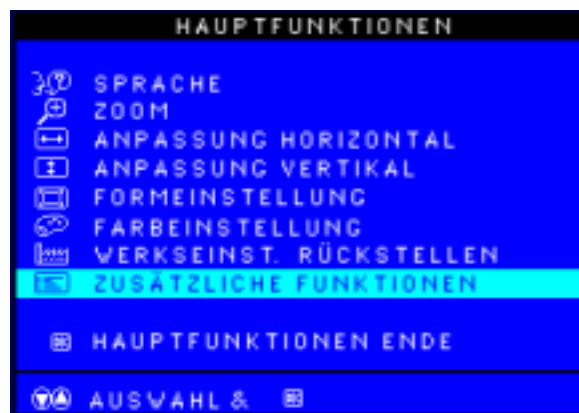 HAUPTFUNKTIONEN
SPRACHE
ZOOM
ANPASSUNG HORIZONTAL
ANPASSUNG VERTIKAL
FORMEINSTELLUNG
FARBEINSTELLUNG
WERKSEINST. RÜCKSTELLEN
ZUSÄTZLICHE FUNKTIONEN
HAUPTFUNKTIONEN ENDE
AUSWAHL &